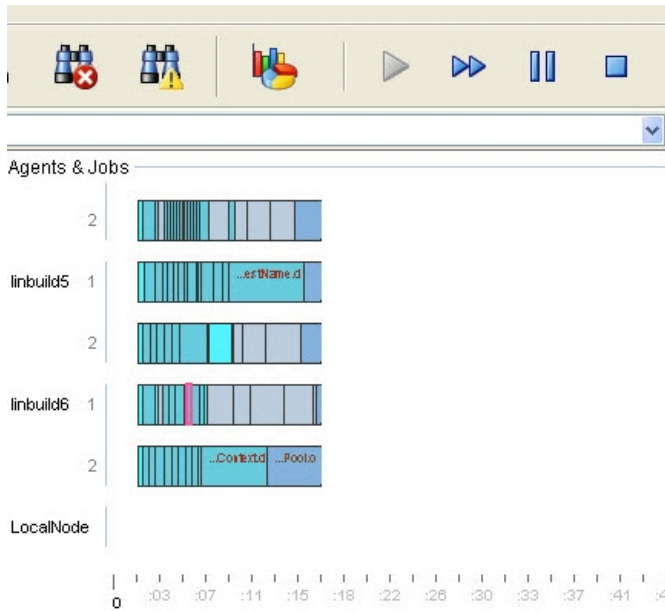 Agents & Jobs
2
linbuild5 1
...estName.d
2
linbuild6 1
2
...Context.d ...Pool.o
LocalNode
0 :03 :07 :11 :15 :18 :22 :26 :30 :33 :37 :41